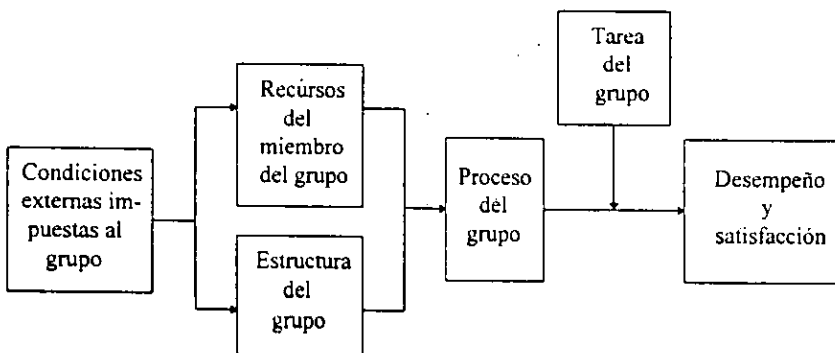 Condiciones
externas im-
puestas al
grupo
Recursos
del
miembro
del grupo
Estructura
del
grupo
Proceso
del
grupo
Tarea
del
grupo
Desempeño
y
satisfacción